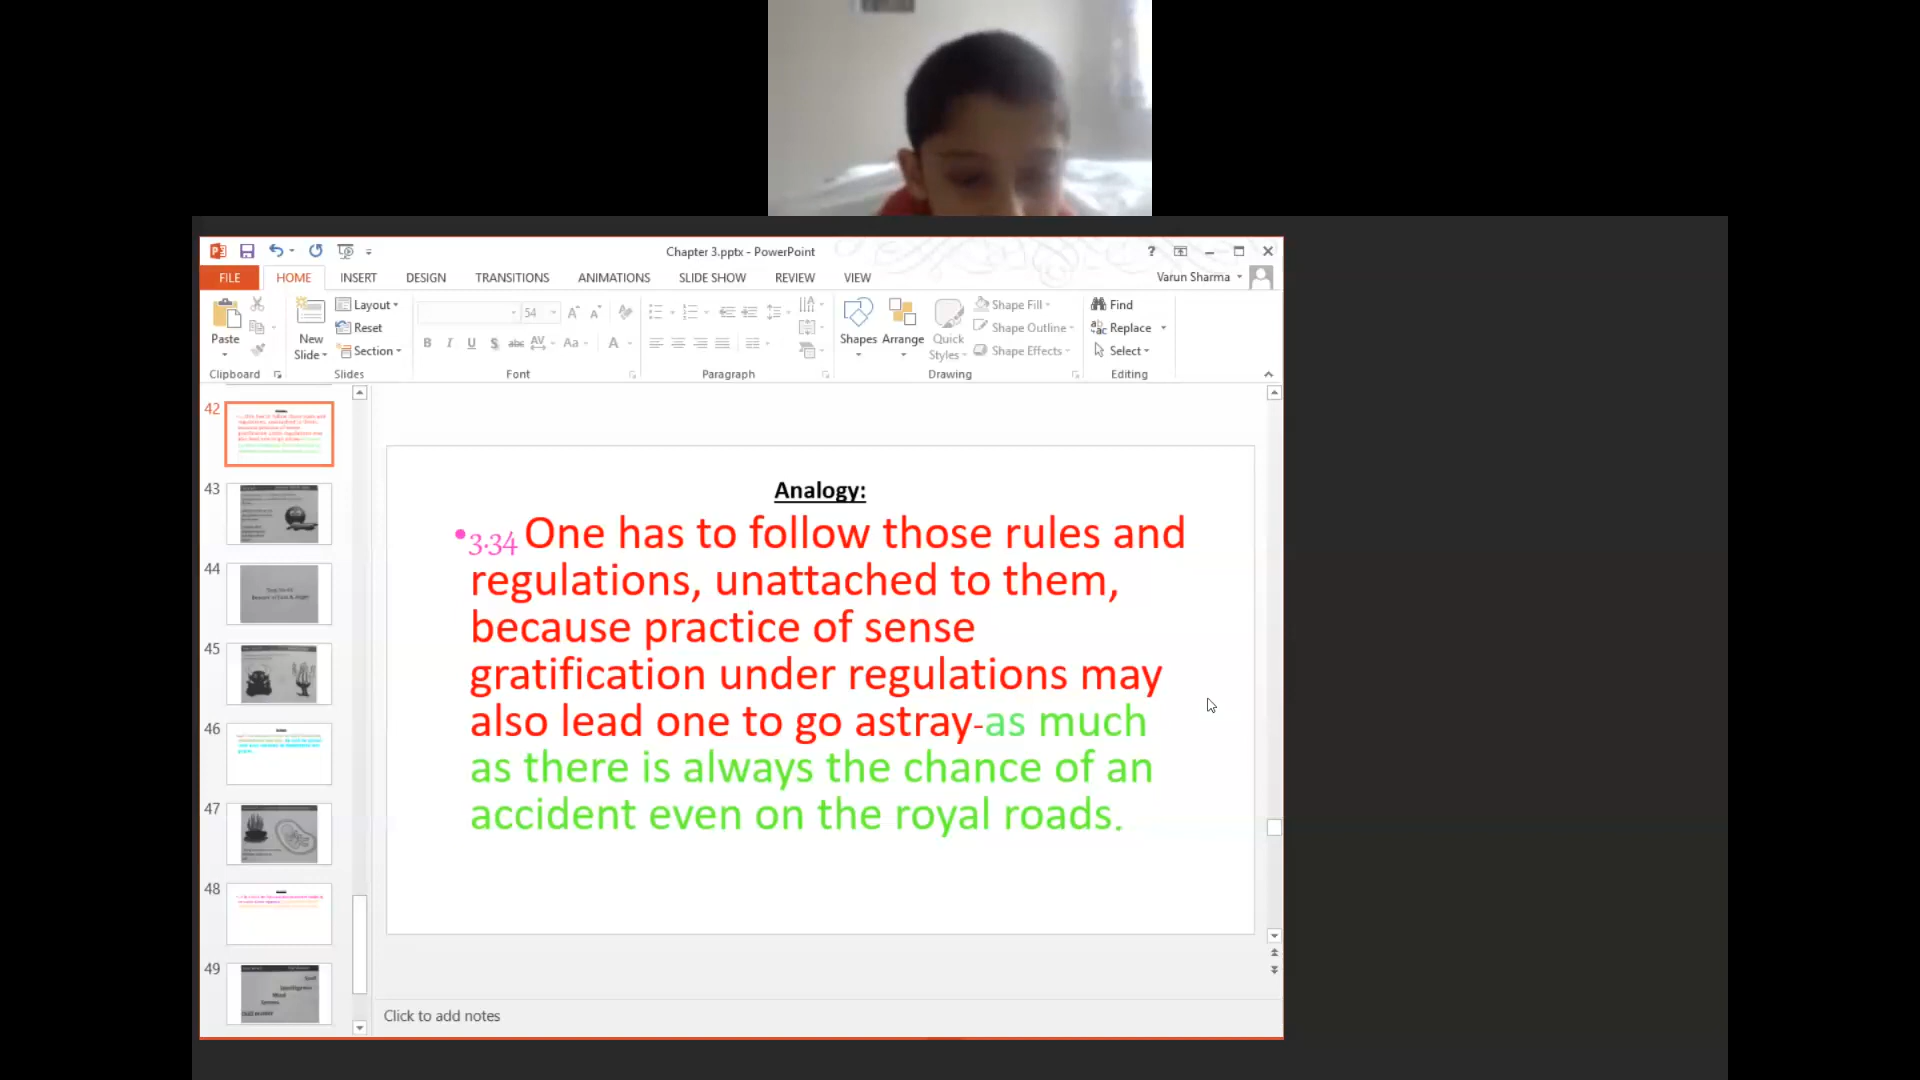 Chapter 3.pptx - PowerPoint
?
FILE HOME INSERT DESIGN TRANSITIONS ANIMATIONS SLIDE SHOW REVIEW VIEW Varun Sharma
Paste
New
Slide
Layout
Reset
Section
54
B I U S abc AV Aa A
Shapes
Arrange
Quick
Styles
Shape Fill
Shape Outline
Shape Effects
Find
Replace
Select
Clipboard Slides Font Paragraph Drawing Editing
42
43
44
45
46
47
48
49
Analogy:
•3.34 One has to follow those rules and
regulations, unattached to them,
because practice of sense
gratification under regulations may
also lead one to go astray-as much
as there is always the chance of an
accident even on the royal roads.
Click to add notes